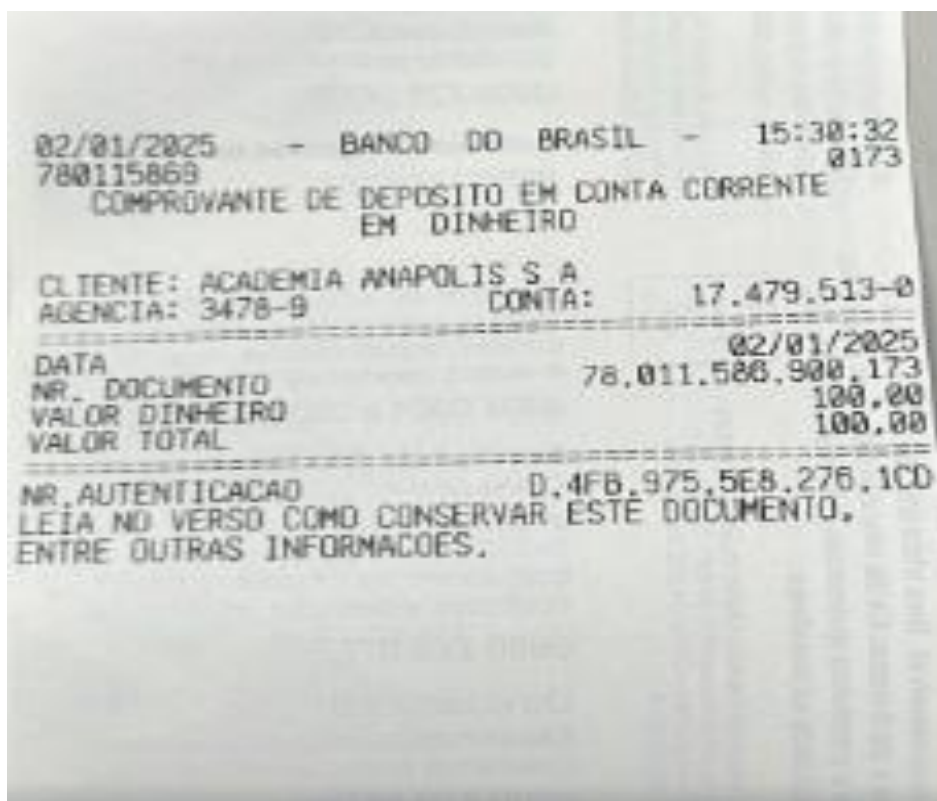 02/01/2025 - BANCO DO BRASIL - 15:30:32
780115869 0173
COMPROVANTE DE DEPOSITO EM CONTA CORRENTE
EM DINHEIRO
CLIENTE: ACADEMIA ANAPOLIS S A
AGENCIA: 3478-9 CONTA: 17.479.513-0
=================================================
DATA 02/01/2025
NR. DOCUMENTO 78.011.586.900.173
VALOR DINHEIRO 100,00
VALOR TOTAL 100,00
=================================================
NR.AUTENTICACAO D.4FB.975.5E8.276.1CD
LEIA NO VERSO COMO CONSERVAR ESTE DOCUMENTO,
ENTRE OUTRAS INFORMACOES.